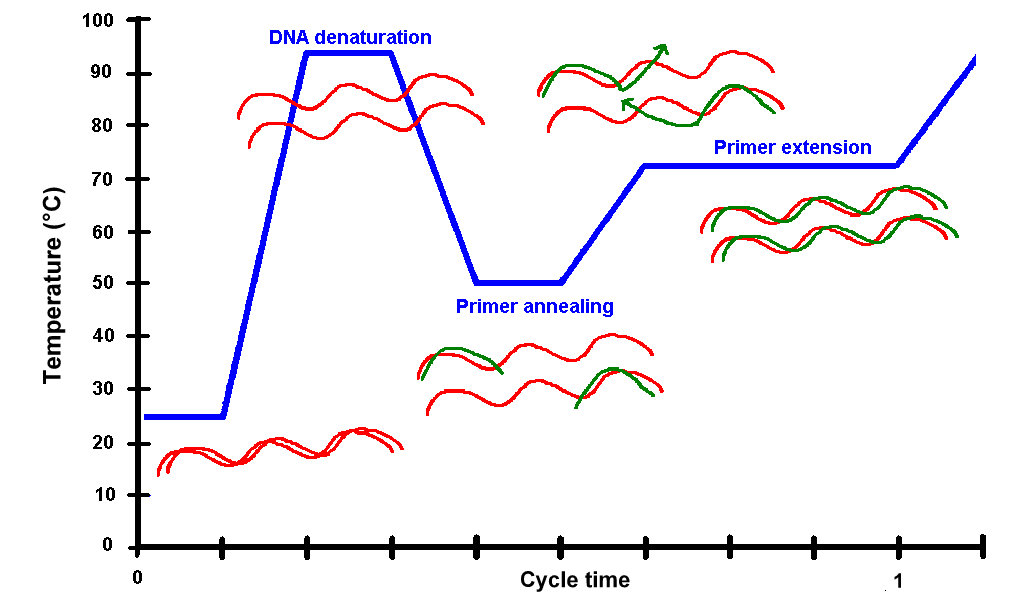 100
DNA denaturation
90
80
Primer extension
70
60
50
Primer annealing
40
30
20
10
0
Temperature (°C)
0
Cycle time
1